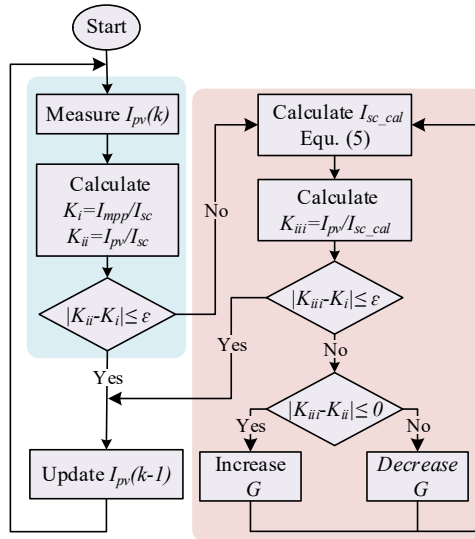 Start
Measure I_pv(k)
Calculate
K_i=I_mpp/I_sc
K_ii=I_pv/I_sc
|K_ii-K_i|≤ ε
Yes
No
Update I_pv(k-1)
Calculate I_sc_cal
Equ. (5)
Calculate
K_iii=I_pv/I_sc_cal
|K_iii-K_i|≤ ε
Yes
No
|K_iii-K_ii|≤ 0
Yes
No
Increase
G
Decrease
G